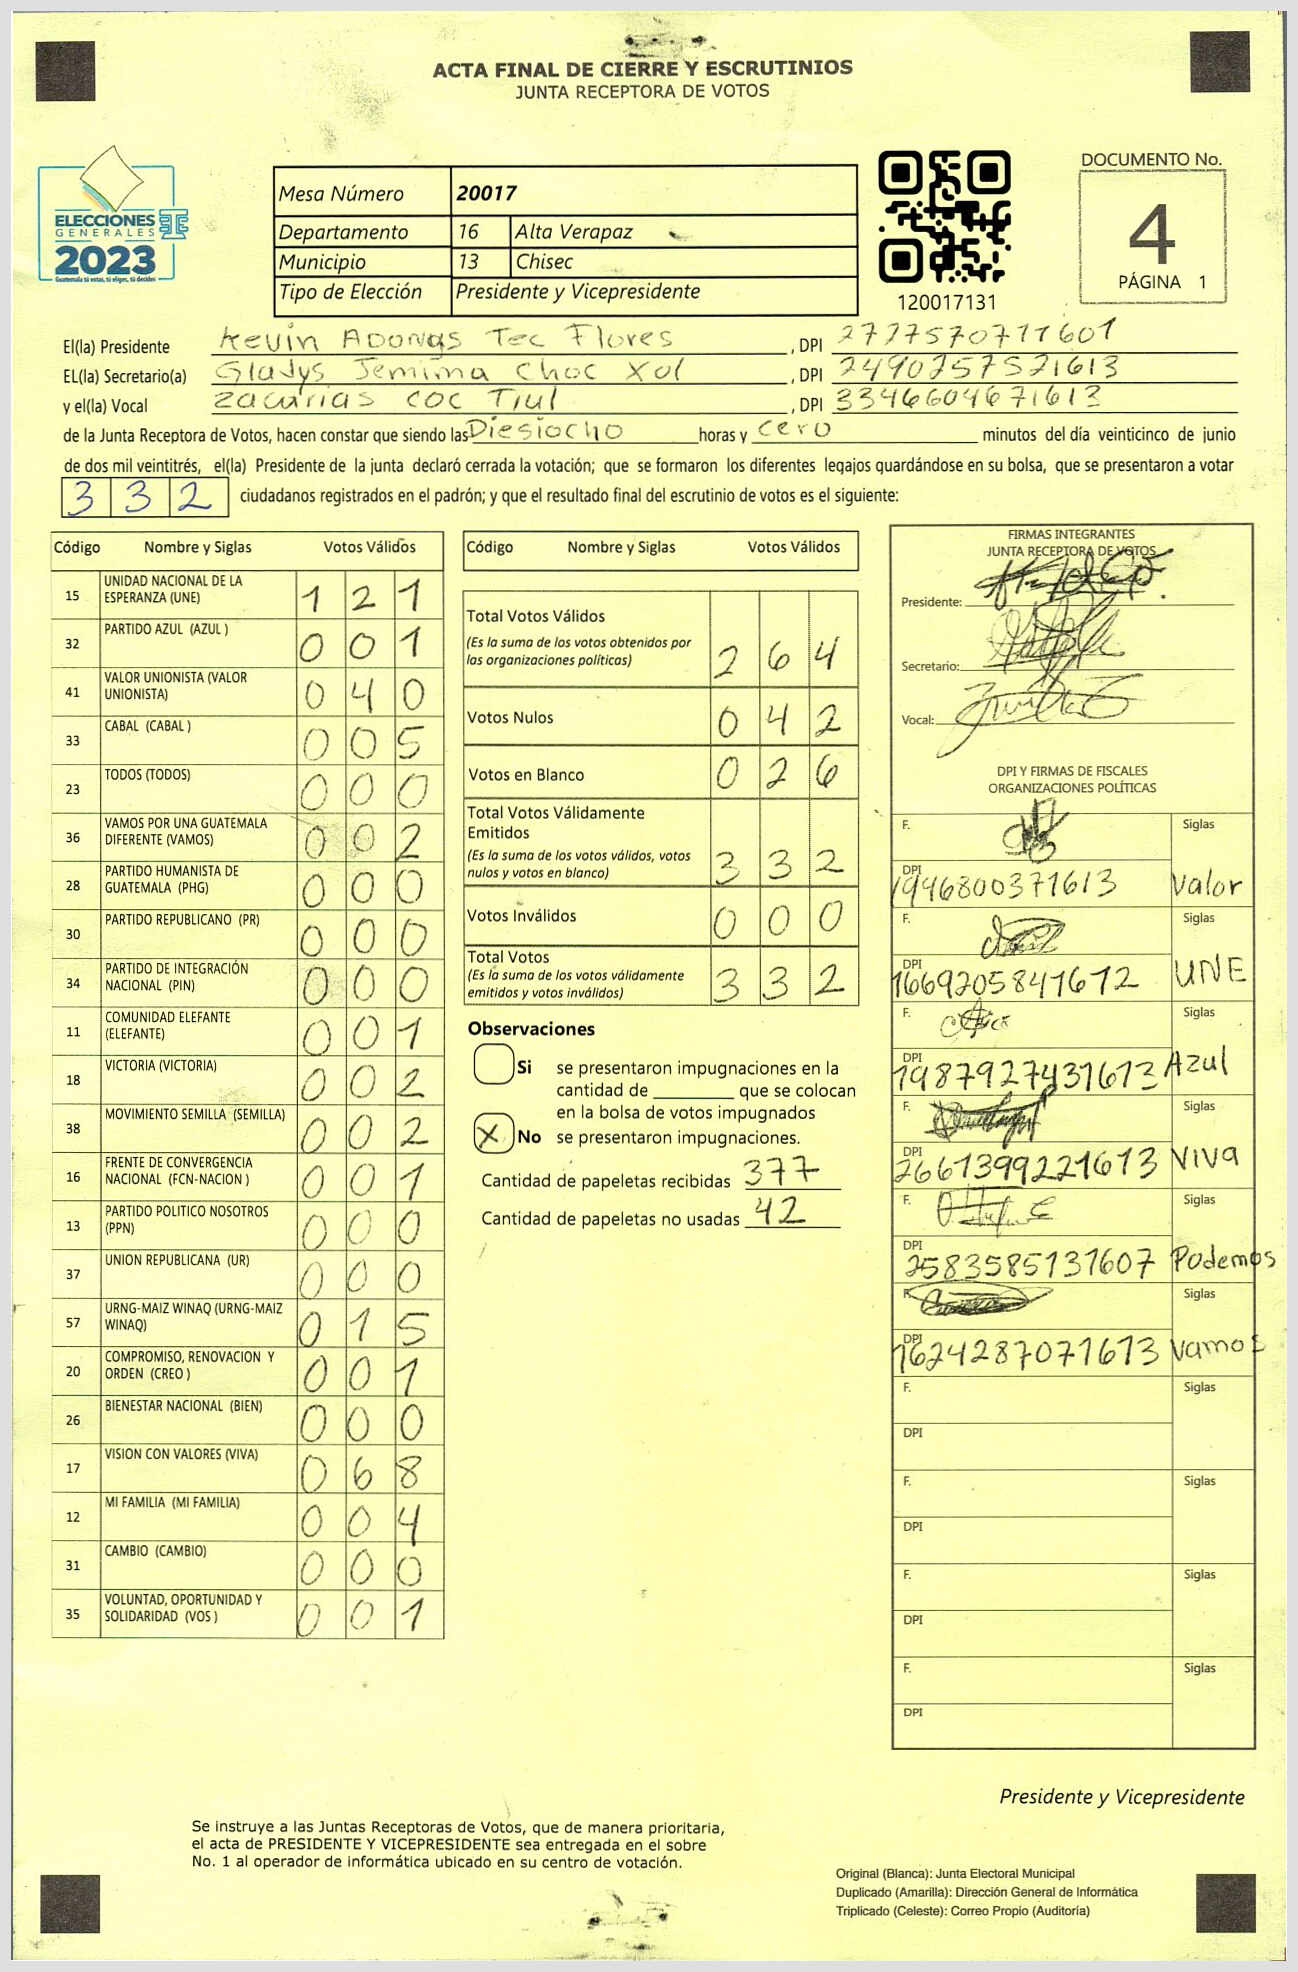 ACTA FINAL DE CIERRE Y ESCRUTINIOS
JUNTA RECEPTORA DE VOTOS
ELECCIONES
GENERALES
2023
Guatemala tú votas, tú eliges, tú decides
Mesa Número 20017
Departamento 16 Alta Verapaz
Municipio 13 Chisec
Tipo de Elección Presidente y Vicepresidente
120017131
DOCUMENTO No.
4
PÁGINA 1
El(la) Presidente Kevin Adonys Tec Flores, DPI 2777570711601
EL(la) Secretario(a) Gladys Jemima Choc Xol, DPI 2490257521613
y el(la) Vocal Zacarias Coc Tiul, DPI 3346604671613
de la Junta Receptora de Votos, hacen constar que siendo las Diesiocho horas y cero minutos del día veinticinco de junio
de dos mil veintitrés, el(la) Presidente de la junta declaró cerrada la votación; que se formaron los diferentes legajos guardándose en su bolsa, que se presentaron a votar
332 ciudadanos registrados en el padrón; y que el resultado final del escrutinio de votos es el siguiente:
Código Nombre y Siglas Votos Válidos
15 UNIDAD NACIONAL DE LA ESPERANZA (UNE) 1 2 1
32 PARTIDO AZUL (AZUL ) 0 0 1
41 VALOR UNIONISTA (VALOR UNIONISTA) 0 4 0
33 CABAL (CABAL ) 0 0 5
23 TODOS (TODOS) 0 0 0
36 VAMOS POR UNA GUATEMALA DIFERENTE (VAMOS) 0 0 2
28 PARTIDO HUMANISTA DE GUATEMALA (PHG) 0 0 0
30 PARTIDO REPUBLICANO (PR) 0 0 0
34 PARTIDO DE INTEGRACIÓN NACIONAL (PIN) 0 0 0
11 COMUNIDAD ELEFANTE (ELEFANTE) 0 0 1
18 VICTORIA (VICTORIA) 0 0 2
38 MOVIMIENTO SEMILLA (SEMILLA) 0 0 2
16 FRENTE DE CONVERGENCIA NACIONAL (FCN-NACION ) 0 0 1
13 PARTIDO POLITICO NOSOTROS (PPN) 0 0 0
37 UNION REPUBLICANA (UR) 0 0 0
57 URNG-MAIZ WINAQ (URNG-MAIZ WINAQ) 0 1 5
20 COMPROMISO, RENOVACION Y ORDEN (CREO ) 0 0 1
26 BIENESTAR NACIONAL (BIEN) 0 0 0
17 VISION CON VALORES (VIVA) 0 6 8
12 MI FAMILIA (MI FAMILIA) 0 0 4
31 CAMBIO (CAMBIO) 0 0 0
35 VOLUNTAD, OPORTUNIDAD Y SOLIDARIDAD (VOS ) 0 0 1
Código Nombre y Siglas Votos Válidos
Total Votos Válidos
(Es la suma de los votos obtenidos por
las organizaciones políticas) 2 6 4
Votos Nulos 0 4 2
Votos en Blanco 0 2 6
Total Votos Válidamente
Emitidos
(Es la suma de los votos válidos, votos
nulos y votos en blanco) 3 3 2
Votos Inválidos 0 0 0
Total Votos
(Es la suma de los votos válidamente
emitidos y votos inválidos) 3 3 2
Observaciones
Si se presentaron impugnaciones en la
cantidad de ________ que se colocan
en la bolsa de votos impugnados
X No se presentaron impugnaciones.
Cantidad de papeletas recibidas 377
Cantidad de papeletas no usadas 42
FIRMAS INTEGRANTES
JUNTA RECEPTORA DE VOTOS
Presidente:
Secretario:
Vocal:
DPI Y FIRMAS DE FISCALES
ORGANIZACIONES POLÍTICAS
F. Siglas
DPI 1946800371613 Valor
F. Siglas
DPI 1669205841612 UNE
F. Siglas
DPI 1987927431613 Azul
F. Siglas
DPI 2661399221613 VIVA
F. Siglas
DPI 2583585131607 Podemos
F. Siglas
DPI 1624287071613 Vamos
F. Siglas
DPI
F. Siglas
DPI
F. Siglas
DPI
F. Siglas
DPI
Presidente y Vicepresidente
Se instruye a las Juntas Receptoras de Votos, que de manera prioritaria,
el acta de PRESIDENTE Y VICEPRESIDENTE sea entregada en el sobre
No. 1 al operador de informática ubicado en su centro de votación.
Original (Blanca): Junta Electoral Municipal
Duplicado (Amarilla): Dirección General de Informática
Triplicado (Celeste): Correo Propio (Auditoría)